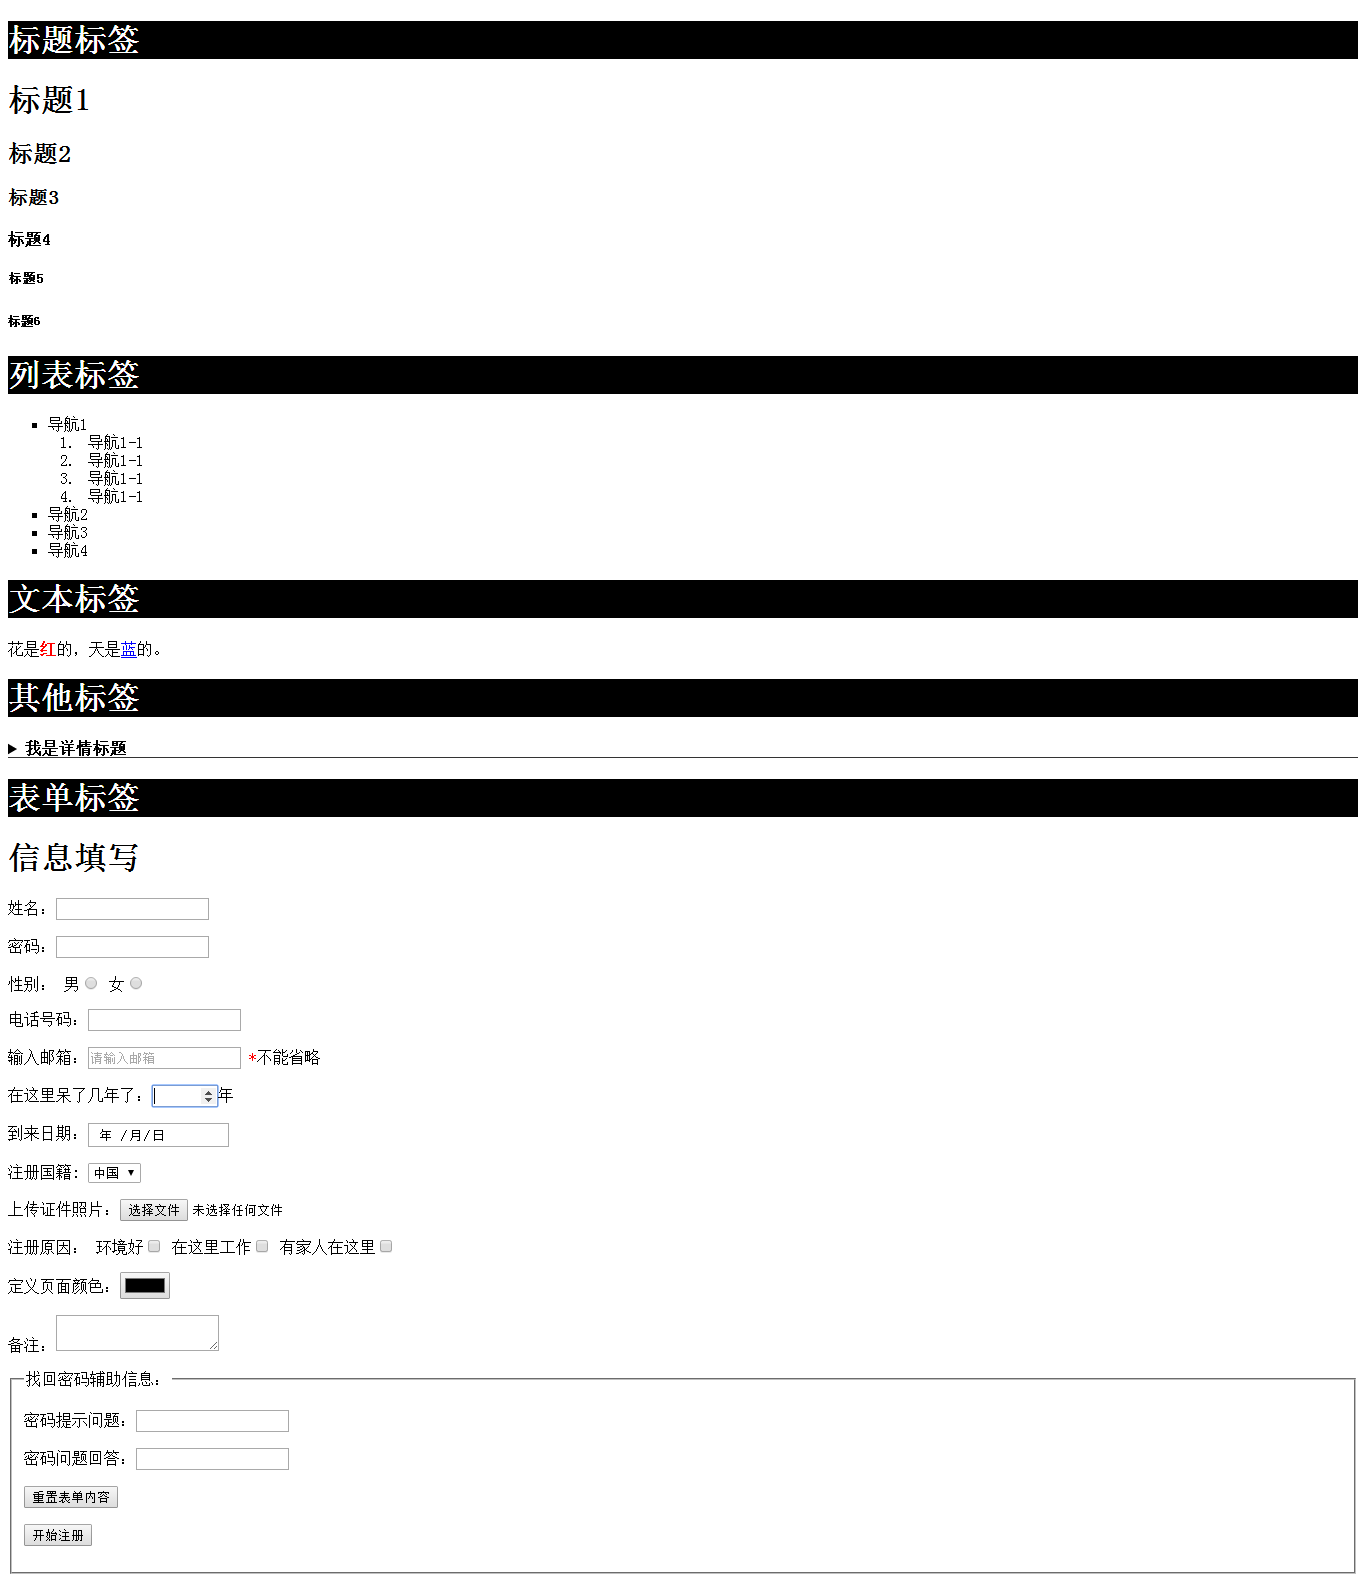 标题标签
标题1
标题2
标题3
标题4
标题5
标题6
列表标签
导航1
1. 导航1-1
2. 导航1-1
3. 导航1-1
4. 导航1-1
导航2
导航3
导航4
文本标签
花是红的，天是蓝的。
其他标签
我是详情标题
表单标签
信息填写
姓名：
密码：
性别： 男 女
电话号码：
输入邮箱：请输入邮箱 *不能省略
在这里呆了几年了：年
到来日期： 年 /月/日
注册国籍：中国
上传证件照片：选择文件 未选择任何文件
注册原因： 环境好 在这里工作 有家人在这里
定义页面颜色：
备注：
找回密码辅助信息：
密码提示问题：
密码问题回答：
重置表单内容
开始注册